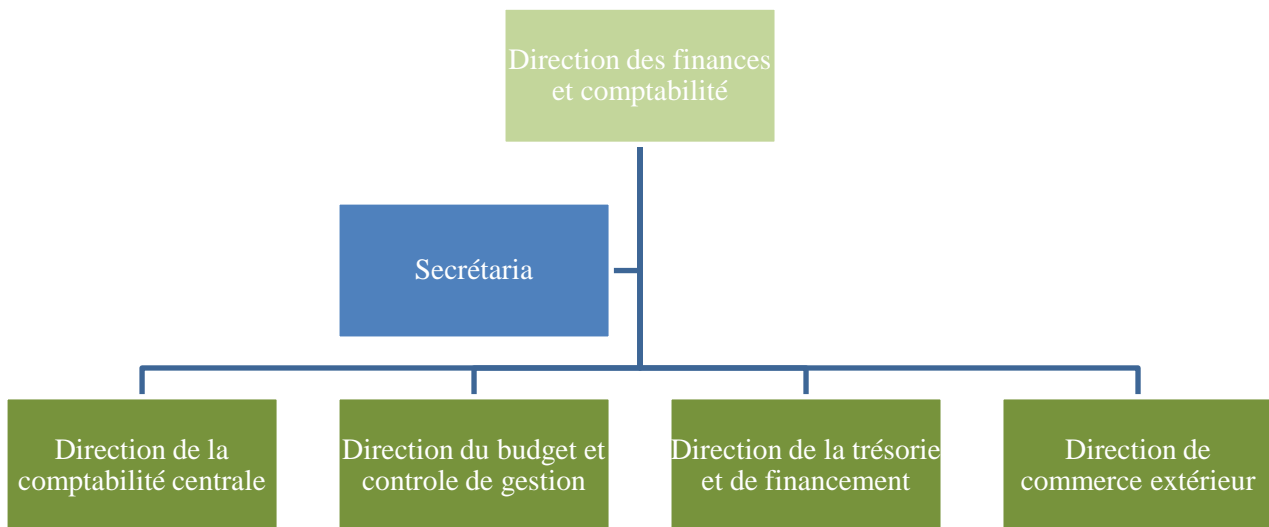 Direction des finances
et comptabilité
Secrétaria
Direction de la
comptabilité centrale
Direction du budget et
controle de gestion
Direction de la trésorie
et de financement
Direction de
commerce extérieur